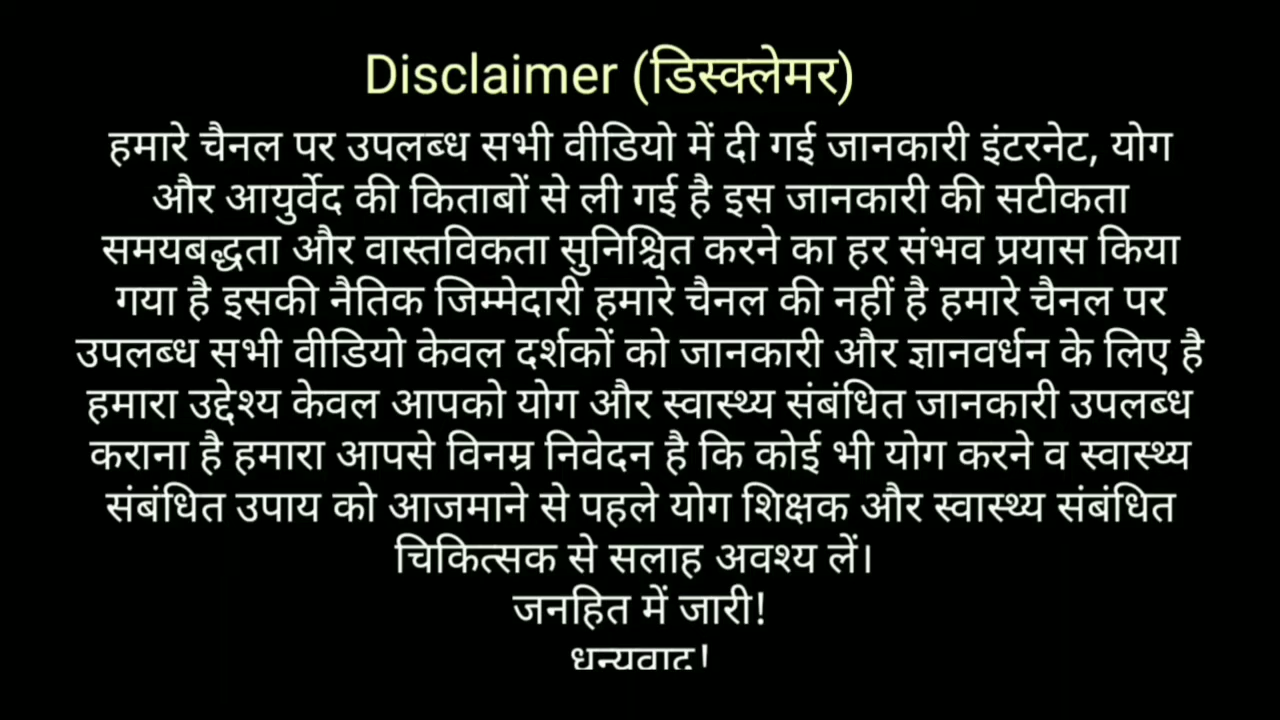 Disclaimer (डिस्क्लेमर)
हमारे चैनल पर उपलब्ध सभी वीडियो में दी गई जानकारी इंटरनेट, योग
और आयुर्वेद की किताबों से ली गई है इस जानकारी की सटीकता
समयबद्धता और वास्तविकता सुनिश्चित करने का हर संभव प्रयास किया
गया है इसकी नैतिक जिम्मेदारी हमारे चैनल की नहीं है हमारे चैनल पर
उपलब्ध सभी वीडियो केवल दर्शकों को जानकारी और ज्ञानवर्धन के लिए है
हमारा उद्देश्य केवल आपको योग और स्वास्थ्य संबंधित जानकारी उपलब्ध
कराना है हमारा आपसे विनम्र निवेदन है कि कोई भी योग करने व स्वास्थ्य
संबंधित उपाय को आजमाने से पहले योग शिक्षक और स्वास्थ्य संबंधित
चिकित्सक से सलाह अवश्य लें।
जनहित में जारी!
धन्यवाद!